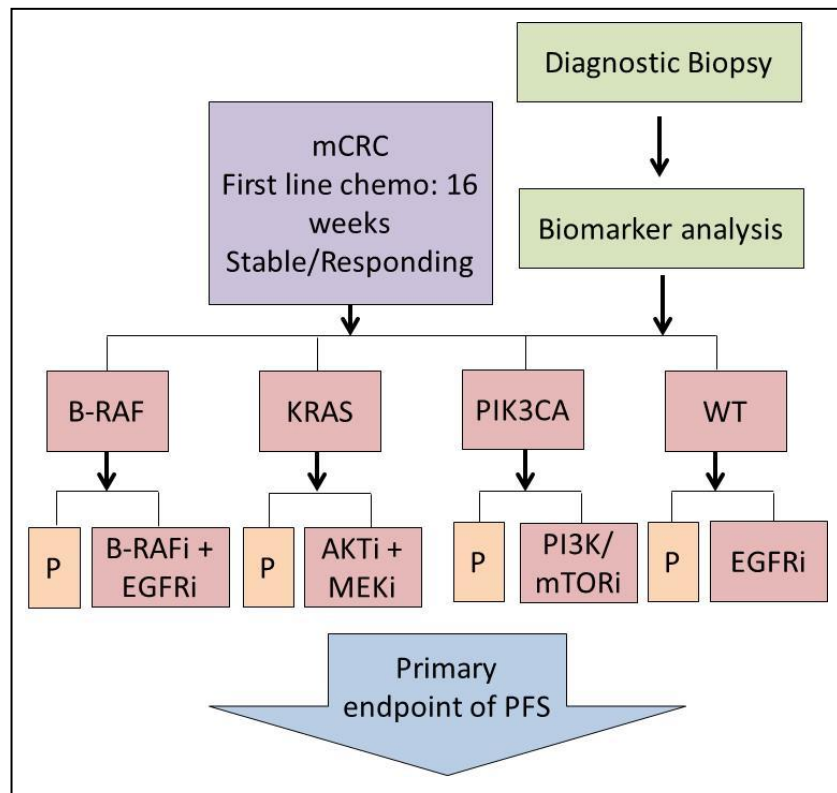 Diagnostic Biopsy
mCRC
First line chemo: 16
weeks
Stable/Responding
Biomarker analysis
B-RAF
KRAS
PIK3CA
WT
P
B-RAFi +
EGFRi
P
AKTi +
MEKi
P
PI3K/
mTORi
P
EGFRi
Primary
endpoint of PFS